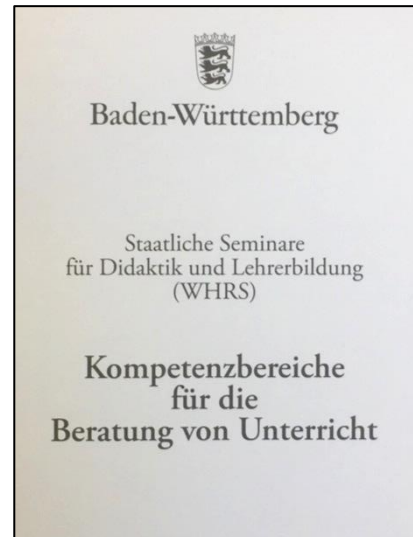 Baden-Württemberg
Staatliche Seminare
für Didaktik und Lehrerbildung
(WHRS)
Kompetenzbereiche
für die
Beratung von Unterricht